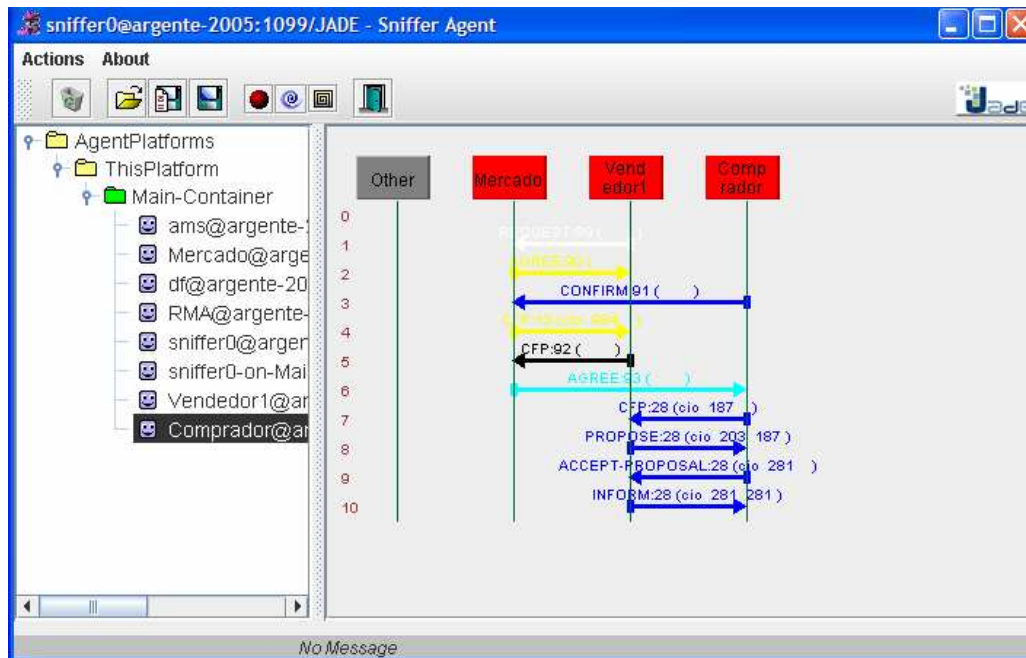 sniffer0@argente-2005:1099/JADE - Sniffer Agent
Actions About
Jade
AgentPlatforms
ThisPlatform
Main-Container
ams@argente-
Mercado@arge
df@argente-20
RMA@argente-
sniffer0@argen
sniffer0-on-Mai
Vendedor1@ar
Comprador@ar
Other
Mercado
Vend
edor1
Comp
rador
0
1
2
CONFIRM:91 ( )
3
4
CFP:92 ( )
5
AGREE:93 ( )
6
CFP:28 (cio 187 )
7
PROPOSE:28 (cio 203 187 )
8
ACCEPT-PROPOSAL:28 (cio 281 )
9
INFORM:28 (cio 281 281 )
10
No Message